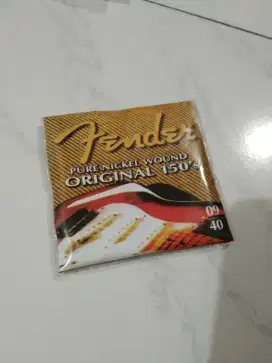 Fender
PURE NICKEL WOUND
ORIGINAL 150's
09
40